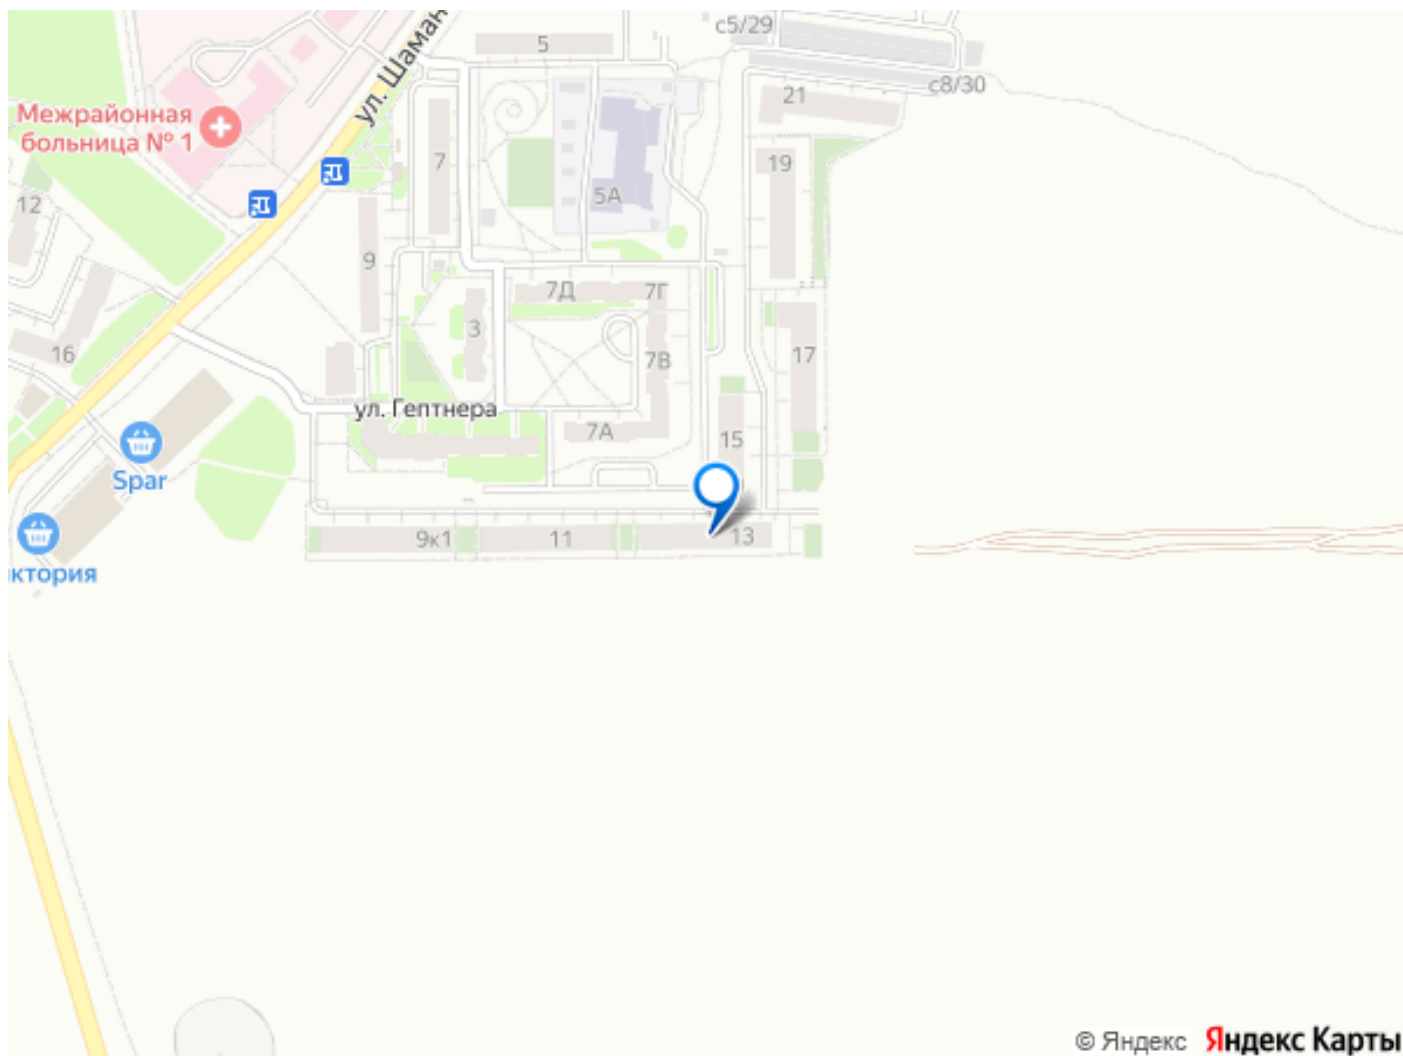 с5/29
5
с8/30
ул. Шаман
21
Межрайонная
больница № 1
7
19
5А
12
9
7Д
7Г
3
16
7В
17
ул. Гептнера
7А
15
Spar
9к1
11
13
ктория
© Яндекс Яндекс Карты